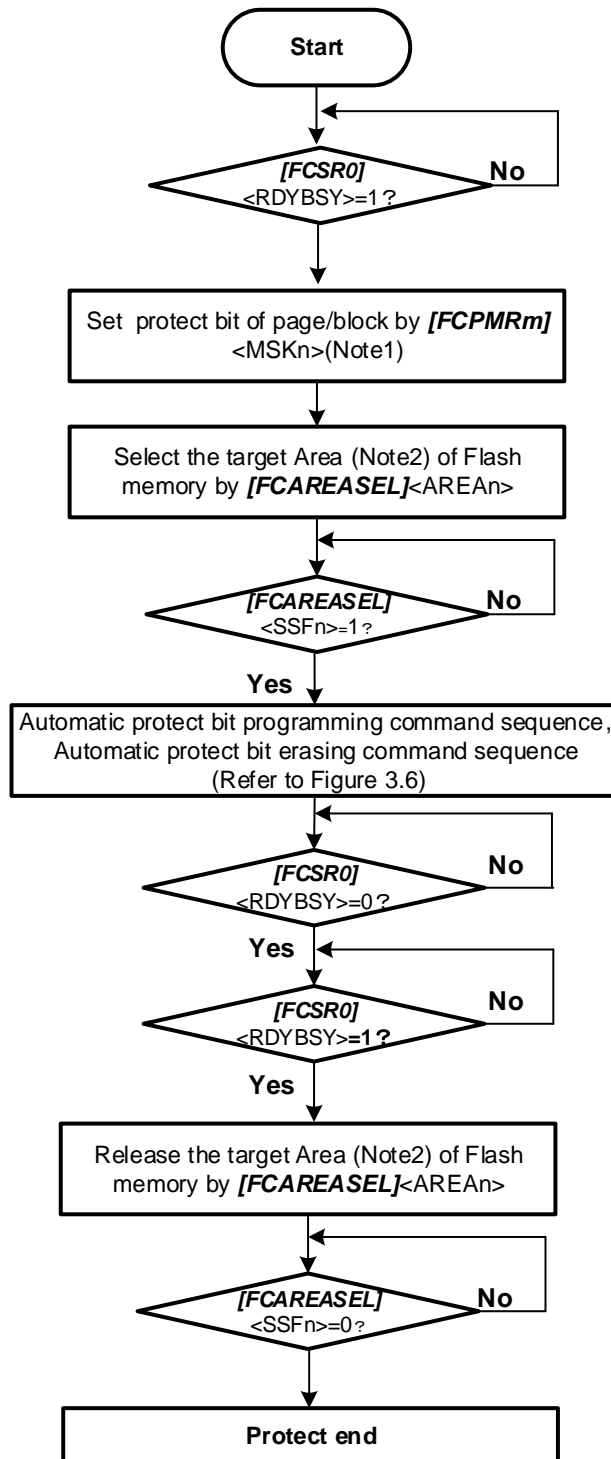 Start
[FCSR0]
<RDYBSY>=1?
No
Set protect bit of page/block by [FCPMRm]
<MSKn>(Note1)
Select the target Area (Note2) of Flash
memory by [FCAREASEL]<AREAn>
[FCAREASEL]
<SSFn>=1?
No
Yes
Automatic protect bit programming command sequence,
Automatic protect bit erasing command sequence
(Refer to Figure 3.6)
[FCSR0]
<RDYBSY>=0?
No
Yes
[FCSR0]
<RDYBSY>=1?
No
Yes
Release the target Area (Note2) of Flash
memory by [FCAREASEL]<AREAn>
[FCAREASEL]
<SSFn>=0?
No
Protect end